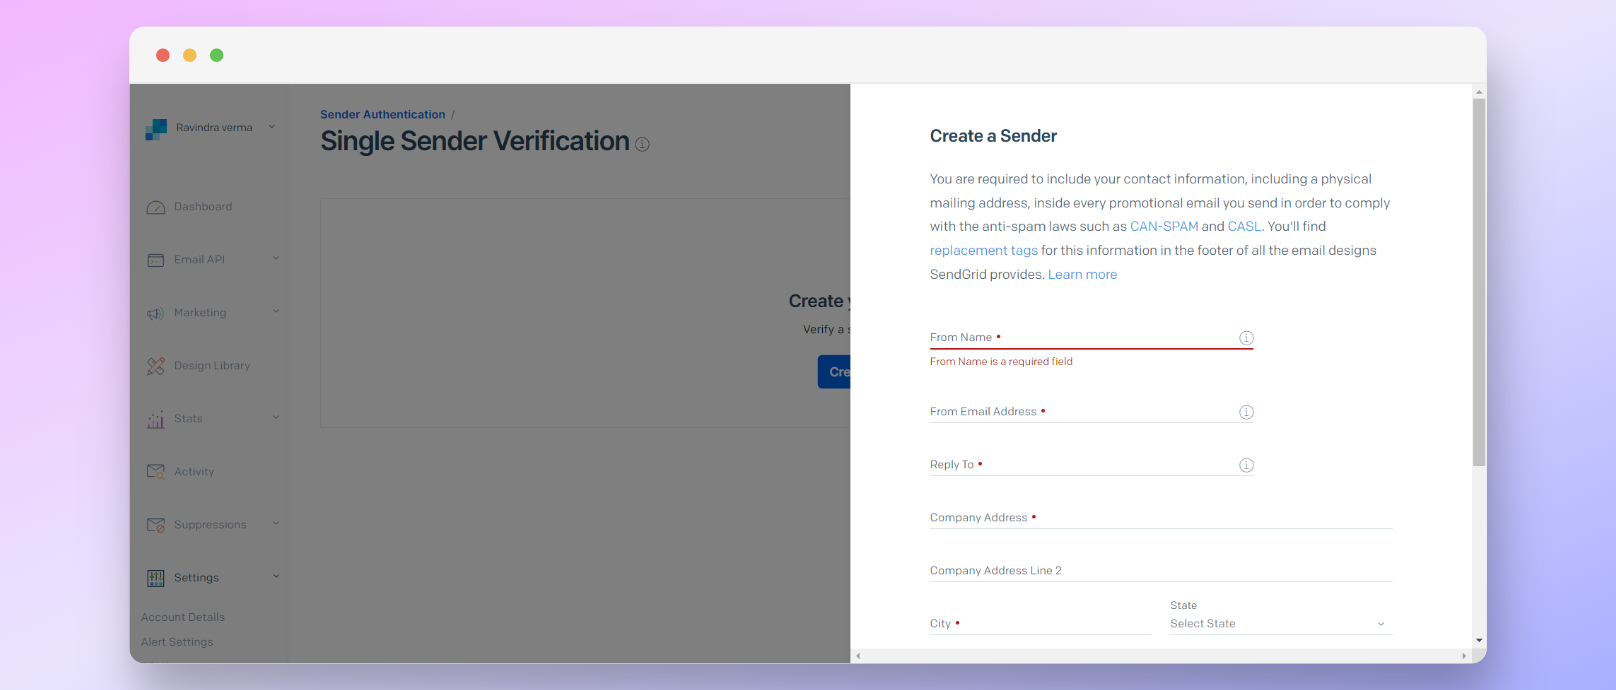 Ravindra verma
Dashboard
Email API
Marketing
Design Library
Stats
Activity
Suppressions
Settings
Account Details
Alert Settings
Sender Authentication /
Single Sender Verification
Create
Verify a
Cre
Create a Sender
You are required to include your contact information, including a physical
mailing address, inside every promotional email you send in order to comply
with the anti-spam laws such as CAN-SPAM and CASL. You'll find
replacement tags for this information in the footer of all the email designs
SendGrid provides. Learn more
From Name •
From Name is a required field
From Email Address •
Reply To •
Company Address •
Company Address Line 2
City •
State
Select State